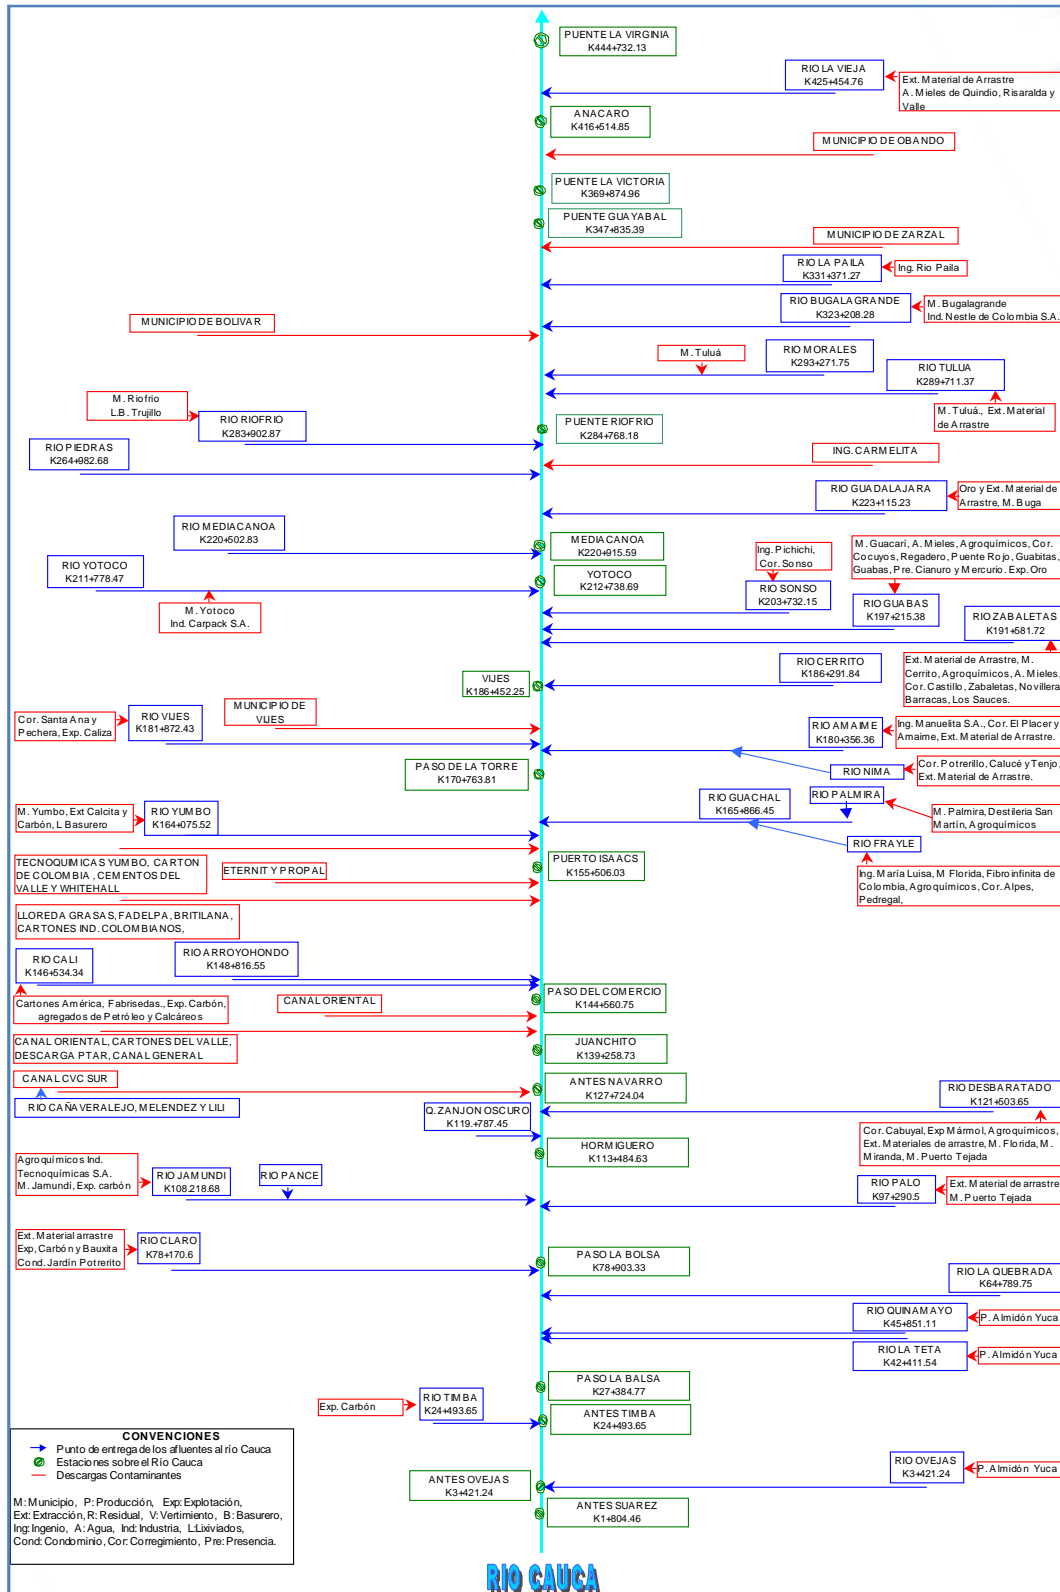 PUENTE LA VIRGINIA
K444+732.13
RIO LA VIEJA
K425+454.76
Ext. Material de Arrastre
A. Mieles de Quindio, Risaralda y
Valle
ANACARO
K416+514.85
MUNICIPIO DE OBANDO
PUENTE LA VICTORIA
K369+874.96
PUENTE GUAYABAL
K347+835.39
MUNICIPIO DE ZARZAL
RIO LA PAILA
K331+371.27
Ing. Rio Paila
RIO BUGALAGRANDE
K323+208.28
M. Bugalagrande
Ind. Nestle de Colombia S.A.
MUNICIPIO DE BOLIVAR
M. Tuluá
RIO MORALES
K293+271.75
RIO TULUA
K289+711.37
M. Tuluá., Ext. Material
de Arrastre
M. Riofrio
L.B. Trujillo
RIO RIOFRIO
K283+902.87
PUENTE RIOFRIO
K284+768.18
RIO PIEDRAS
K264+982.68
ING. CARMELITA
RIO GUADALAJARA
K223+115.23
Oro y Ext. Material de
Arrastre, M. Buga
RIO MEDIACANOA
K220+502.83
MEDIACANOA
K220+915.59
RIO YOTOCO
K211+778.47
YOTOCO
K212+738.69
M. Yotoco
Ind. Carpack S.A.
Ing. Pichichi,
Cor. Sonso
RIO SONSO
K203+732.15
M. Guacarí, A. Mieles, Agroquímicos, Cor.
Cocuyos, Regadero, Puente Rojo, Guabitas,
Guabas, Pre. Cianuro y Mercurio. Exp. Oro
RIO GUABAS
K197+215.38
RIO ZABALETAS
K191+581.72
Ext. Material de Arrastre, M.
Cerrito, Agroquímicos, A. Mieles,
Cor. Castillo, Zabaletas, Novillera,
Barracas, Los Sauces.
RIO CERRITO
K186+291.84
VIJES
K186+452.25
MUNICIPIO DE
VIJES
Cor. Santa Ana y
Pechera, Exp. Caliza
RIO VIJES
K181+872.43
RIO AMAIME
K180+356.36
Ing. Manuelita S.A., Cor. El Placer y
Amaime, Ext. Material de Arrastre.
PASO DE LA TORRE
K170+763.81
RIO NIMA
Cor. Potrerillo, Calucé y Tenjo,
Ext. Material de Arrastre.
M. Yumbo, Ext Calcita y
Carbón, L Basurero
RIO YUMBO
K164+075.52
RIO GUACHAL
K165+866.45
RIO PALMIRA
M. Palmira, Destileria San
Martín, Agroquímicos
RIO FRAYLE
Ing. María Luisa, M Florida, Fibroinfinita de
Colombia, Agroquímicos, Cor. Alpes,
Pedregal,
PUERTO ISAACS
K155+506.03
TECNOQUIMICAS YUMBO, CARTON
DE COLOMBIA , CEMENTOS DEL
VALLE Y WHITEHALL
ETERNIT Y PROPAL
LLOREDA GRASAS, FADELPA, BRITILANA,
CARTONES IND. COLOMBIANOS,
RIO CALI
K146+534.34
RIO ARROYOHONDO
K148+816.55
Cartones América, Fabrisedas., Exp. Carbón,
agregados de Petróleo y Calcáreos
CANAL ORIENTAL
PASO DEL COMERCIO
K144+560.75
CANAL ORIENTAL, CARTONES DEL VALLE,
DESCARGA PTAR, CANAL GENERAL
JUANCHITO
K139+258.73
CANAL CVC SUR
RIO CAÑAVERALEJO, MELENDEZ Y LILI
ANTES NAVARRO
K127+724.04
RIO DESBARATADO
K121+503.65
Q. ZANJON OSCURO
K119.+787.45
Cor. Cabuyal, Exp Mármol, Agroquímicos,
Ext. Materiales de arrastre, M. Florida, M.
Miranda, M. Puerto Tejada
HORMIGUERO
K113+484.63
Agroquímicos Ind.
Tecnoquímicas S.A.
M. Jamundí, Exp. carbón
RIO JAMUNDI
K108.218.68
RIO PANCE
RIO PALO
K97+290.5
Ext. Material de arrastre
M. Puerto Tejada
Ext. Material arrastre
Exp, Carbón y Bauxita
Cond. Jardín Potrerito
RIO CLARO
K78+170.6
PASO LA BOLSA
K78+903.33
RIO LA QUEBRADA
K64+789.75
RIO QUINAMAYO
K45+851.11
P. Almidón Yuca
RIO LA TETA
K42+411.54
P. Almidón Yuca
PASO LA BALSA
K27+384.77
Exp. Carbón
RIO TIMBA
K24+493.65
ANTES TIMBA
K24+493.65
CONVENCIONES
Punto de entrega de los afluentes al río Cauca
Estaciones sobre el Río Cauca
Descargas Contaminantes
M: Municipio, P: Producción, Exp: Explotación,
Ext: Extracción, R: Residual, V: Vertimiento, B: Basurero,
Ing: Ingenio, A: Agua, Ind: Industria, L:Lixiviados,
Cond: Condominio, Cor: Corregimiento, Pre: Presencia.
RIO OVEJAS
K3+421.24
P. Almidón Yuca
ANTES OVEJAS
K3+421.24
ANTES SUAREZ
K1+804.46
RIO CAUCA